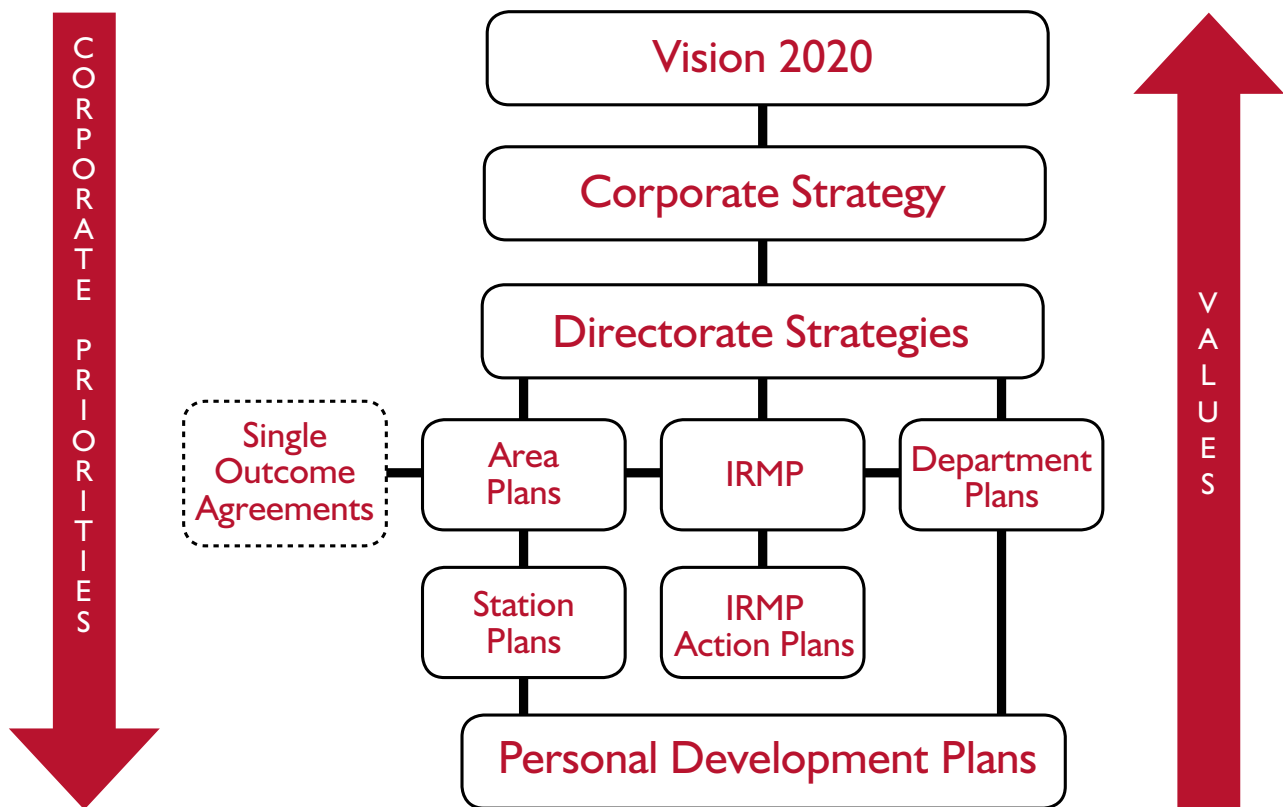 CORPORATE PRIORITIES
Vision 2020
Corporate Strategy
Directorate Strategies
Single
Outcome
Agreements
Area
Plans
IRMP
Department
Plans
Station
Plans
IRMP
Action Plans
Personal Development Plans
VALUES